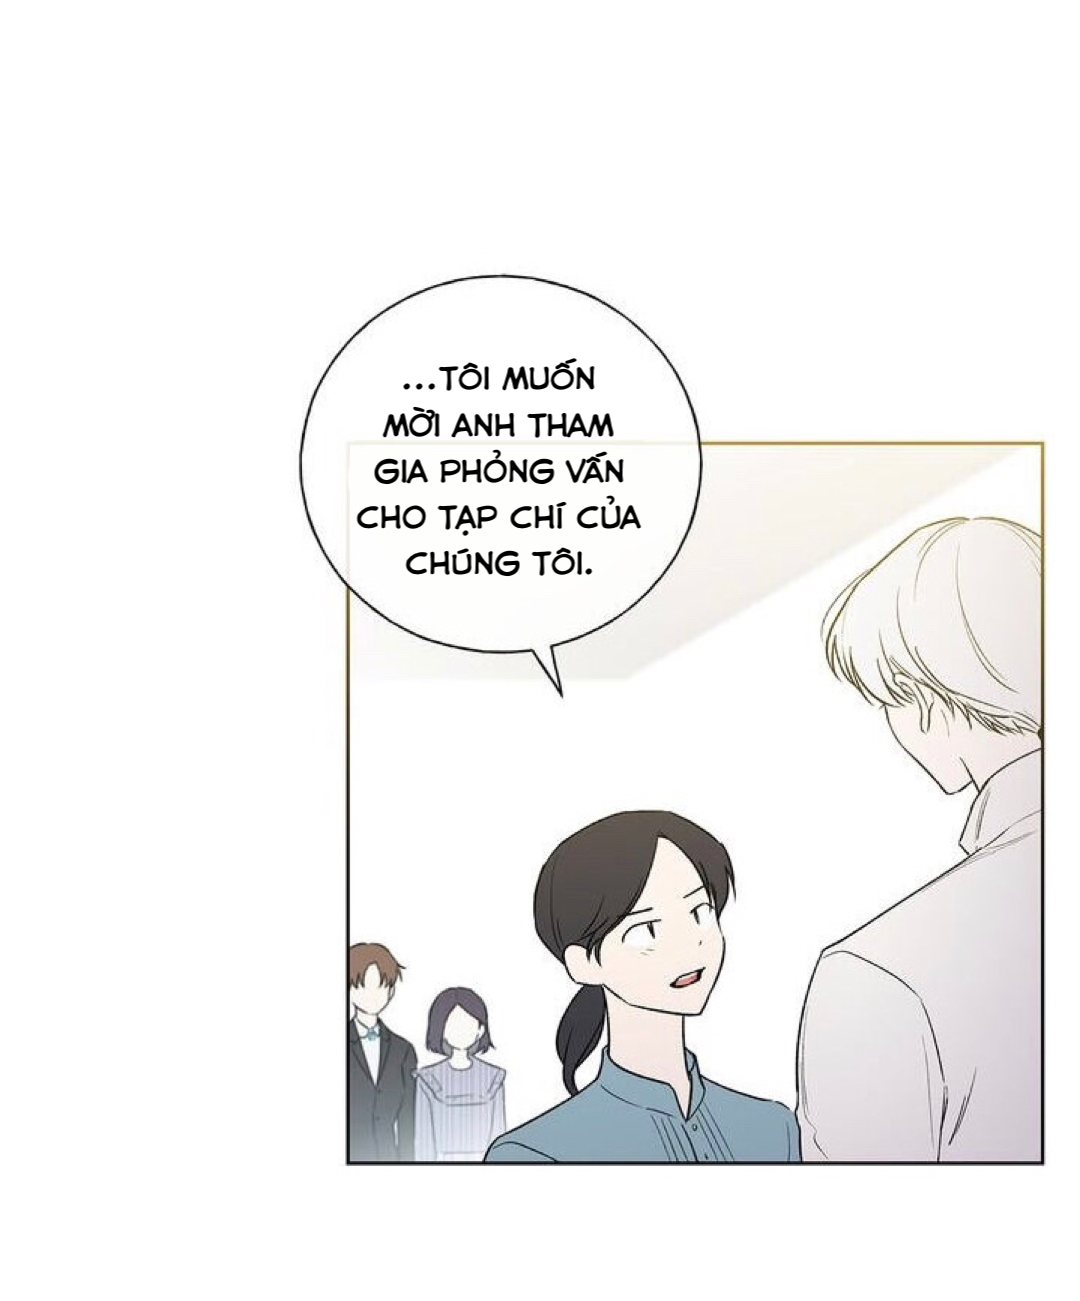 ...TÔI MUỐN
MỜI ANH THAM
GIA PHỎNG VẤN
CHO TẠP CHÍ CỦA
CHÚNG TÔI.